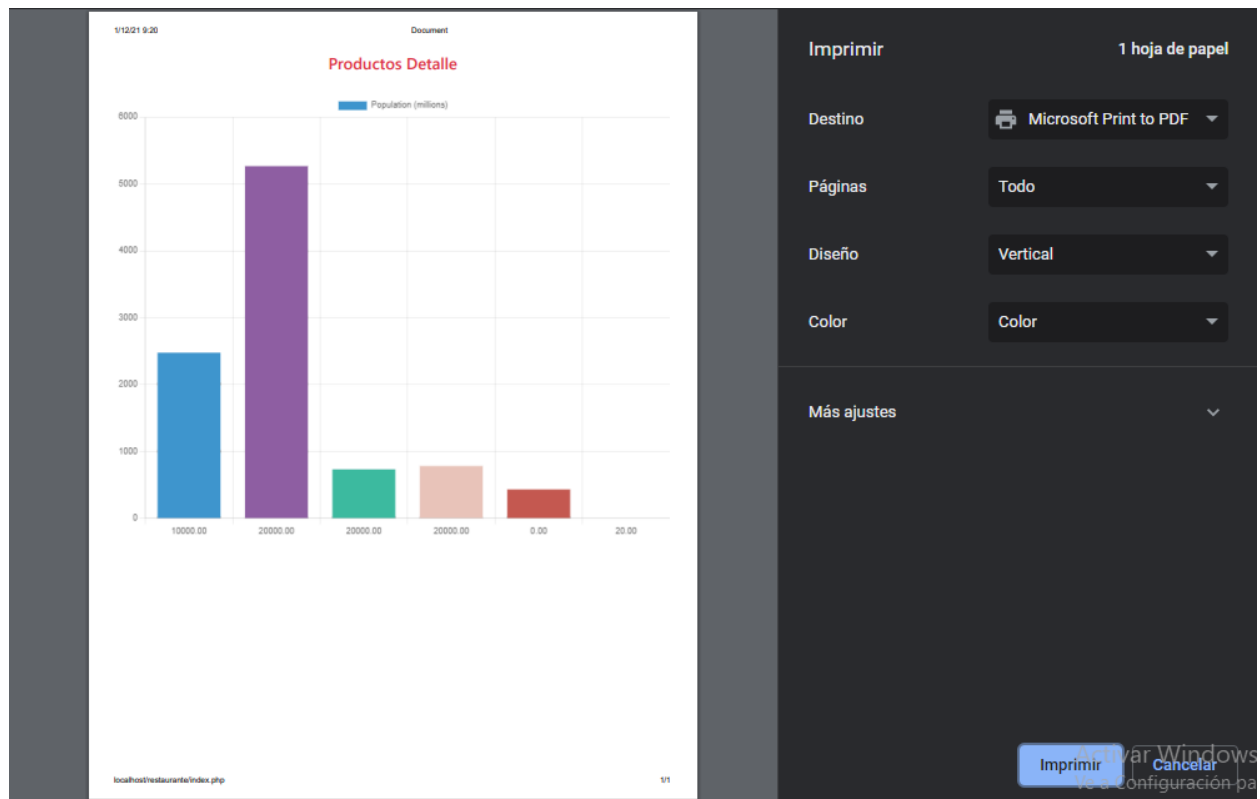 1/12/21 9:20 Document
Productos Detalle
Population (millions)
6000
5000
4000
3000
2000
1000
0
10000.00 20000.00 20000.00 20000.00 0.00 20.00
localhost/restaurante/index.php 1/1
Imprimir 1 hoja de papel
Destino Microsoft Print to PDF
Páginas Todo
Diseño Vertical
Color Color
Más ajustes
Imprimir Cancelar
Activar Windows
Ve a Configuración pa